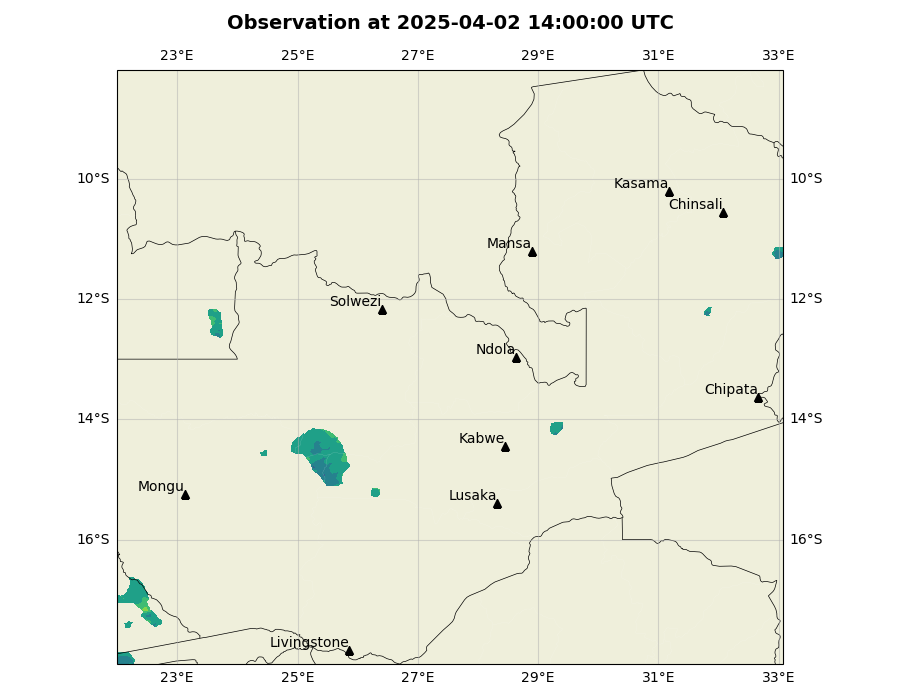 Observation at 2025-04-02 14:00:00 UTC
23°E 25°E 27°E 29°E 31°E 33°E
10°S 10°S
Kasama
Chinsali
Mansa
12°S 12°S
Solwezi
Ndola
Chipata
14°S 14°S
Kabwe
Mongu
Lusaka
16°S 16°S
Livingstone
23°E 25°E 27°E 29°E 31°E 33°E